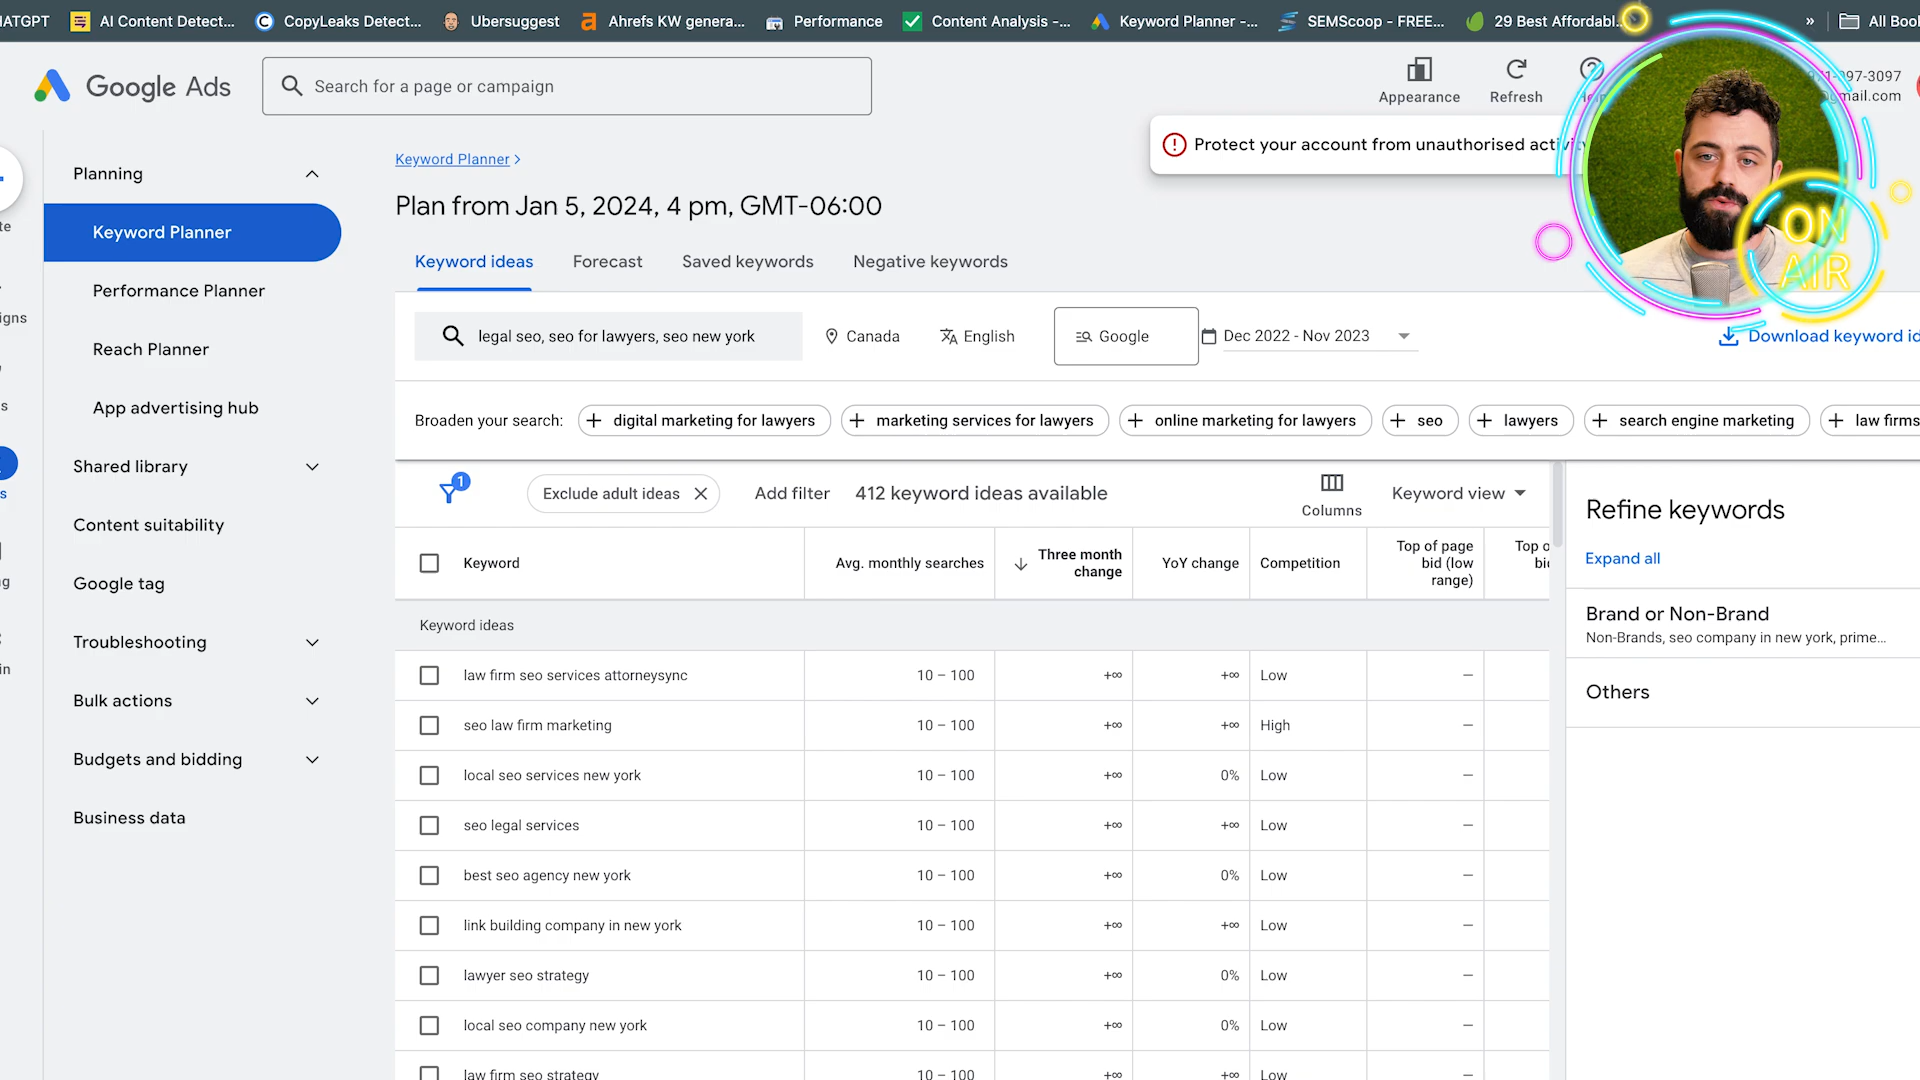 HATGPT
AI Content Detect...
CopyLeaks Detect...
Ubersuggest
Ahrefs KW genera...
Performance
Content Analysis -...
Keyword Planner -...
SEMScoop - FREE...
29 Best Affordabl...
»
All Boo
Google Ads
Search for a page or campaign
Appearance
Refresh
97-3097
gmail.com
Protect your account from unauthorised activity
ON
AIR
Planning
Keyword Planner
Performance Planner
Reach Planner
App advertising hub
Shared library
Content suitability
Google tag
Troubleshooting
Bulk actions
Budgets and bidding
Business data
Keyword Planner
Plan from Jan 5, 2024, 4 pm, GMT-06:00
Keyword ideas
Forecast
Saved keywords
Negative keywords
legal seo, seo for lawyers, seo new york
Canada
English
Google
Dec 2022 - Nov 2023
Download keyword id
Broaden your search:
+ digital marketing for lawyers
+ marketing services for lawyers
+ online marketing for lawyers
+ seo
+ lawyers
+ search engine marketing
+ law firms
1
Exclude adult ideas
Add filter
412 keyword ideas available
Columns
Keyword view
Keyword
Avg. monthly searches
Three month change
YoY change
Competition
Top of page bid (low range)
Top o
bi
Keyword ideas
law firm seo services attorneysync 10 – 100 +∞ +∞ Low –
seo law firm marketing 10 – 100 +∞ +∞ High –
local seo services new york 10 – 100 +∞ 0% Low –
seo legal services 10 – 100 +∞ +∞ Low –
best seo agency new york 10 – 100 +∞ 0% Low –
link building company in new york 10 – 100 +∞ +∞ Low –
lawyer seo strategy 10 – 100 +∞ 0% Low –
local seo company new york 10 – 100 +∞ 0% Low –
law firm seo strategy 10 – 100 +∞ +∞ Low –
Refine keywords
Expand all
Brand or Non-Brand
Non-Brands, seo company in new york, prime...
Others